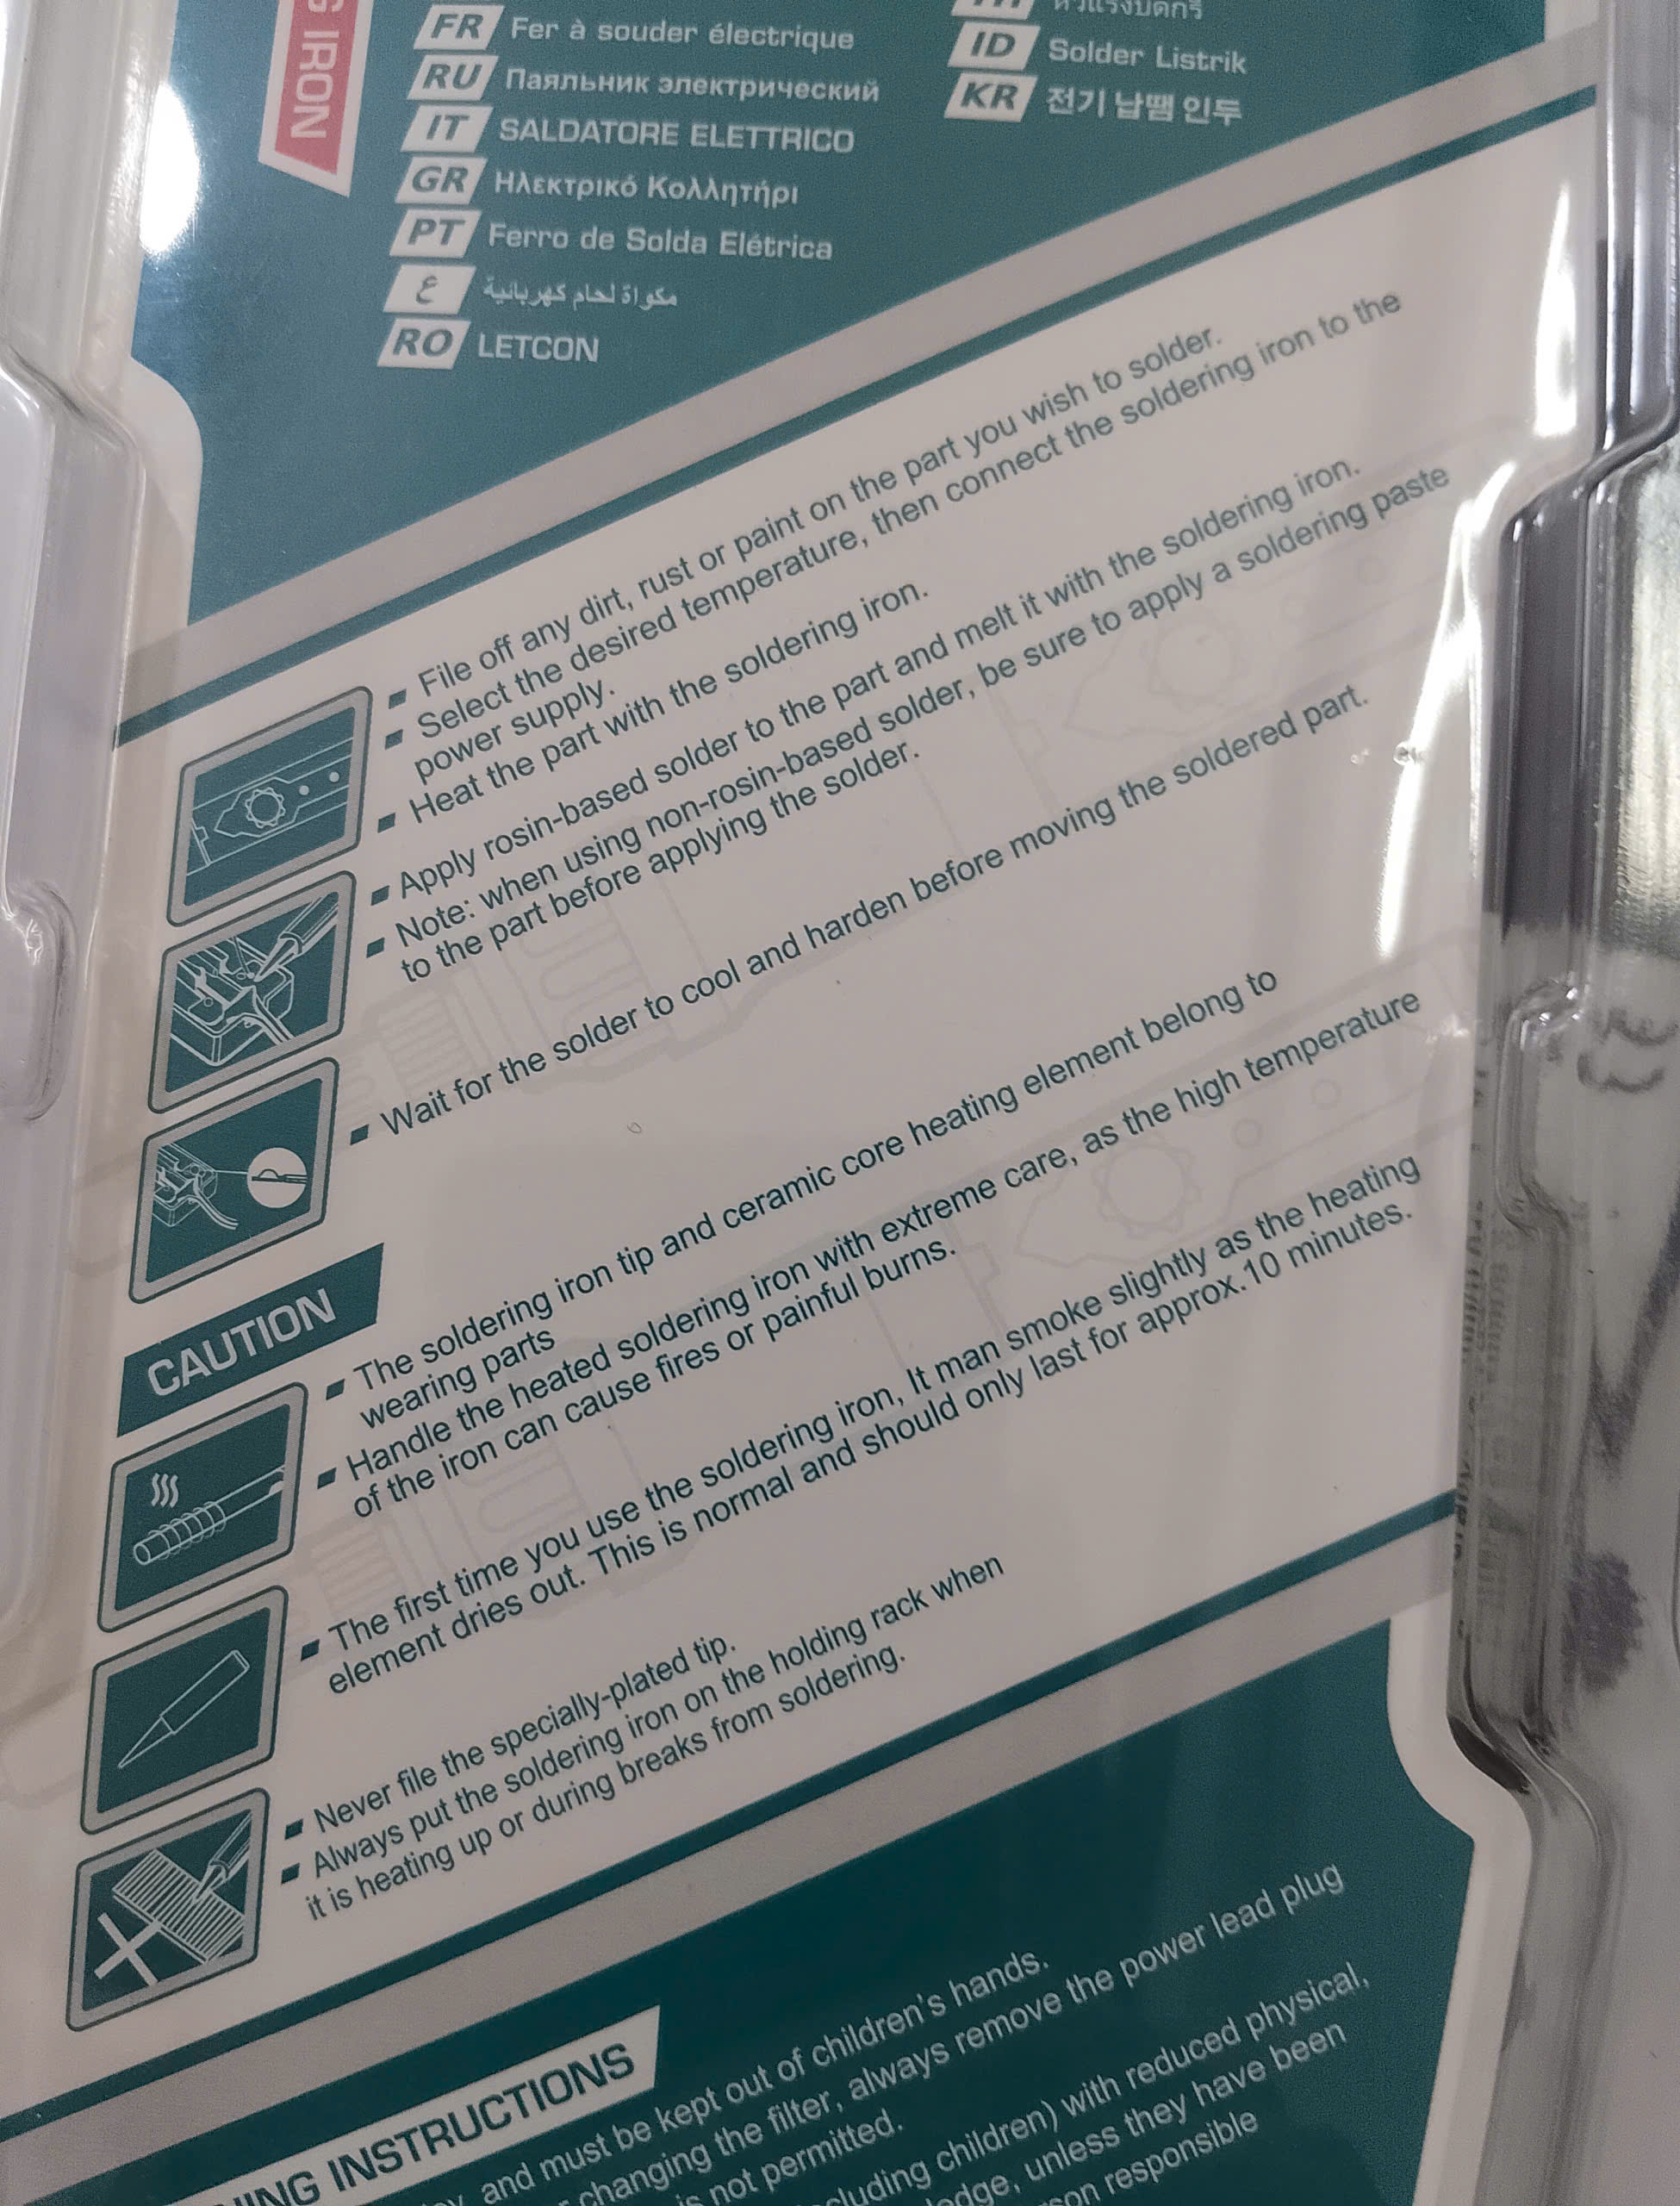 IRON
FR Fer à souder électrique
RU Паяльник электрический
IT SALDATORE ELETTRICO
GR Ηλεκτρικό Κολλητήρι
PT Ferro de Solda Elétrica
ع مكواة لحام كهربائية
RO LETCON
ID Solder Listrik
KR 전기 납땜 인두
File off any dirt, rust or paint on the part you wish to solder.
Select the desired temperature, then connect the soldering iron to the
power supply.
Heat the part with the soldering iron.
Apply rosin-based solder to the part and melt it with the soldering iron.
Note: when using non-rosin-based solder, be sure to apply a soldering paste
to the part before applying the solder.
Wait for the solder to cool and harden before moving the soldered part.
CAUTION
The soldering iron tip and ceramic core heating element belong to
wearing parts
Handle the heated soldering iron with extreme care, as the high temperature
of the iron can cause fires or painful burns.
The first time you use the soldering iron, It man smoke slightly as the heating
element dries out. This is normal and should only last for approx.10 minutes.
Never file the specially-plated tip.
Always put the soldering iron on the holding rack when
it is heating up or during breaks from soldering.
INSTRUCTIONS
and must be kept out of children's hands.
changing the filter, always remove the power lead plug
not permitted.
children) with reduced physical,
unless they have been
responsible